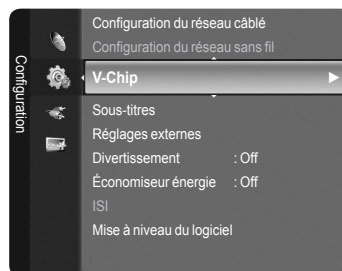 Configuration
Configuration du réseau câblé
Configuration du réseau sans fil
V-Chip
Sous-titres
Réglages externes
Divertissement : Off
Économiseur énergie : Off
ISI
Mise à niveau du logiciel